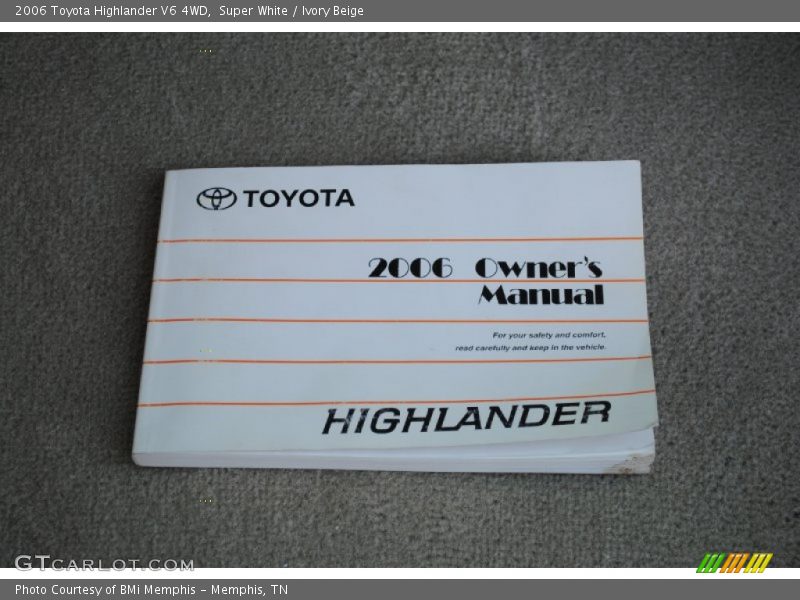 2006 Toyota Highlander V6 4WD,  Super White / Ivory Beige
TOYOTA
2006 Owner's
Manual
For your safety and comfort,
read carefully and keep in the vehicle.
HIGHLANDER
GTCARLOT.COM
Photo Courtesy of BMi Memphis – Memphis, TN